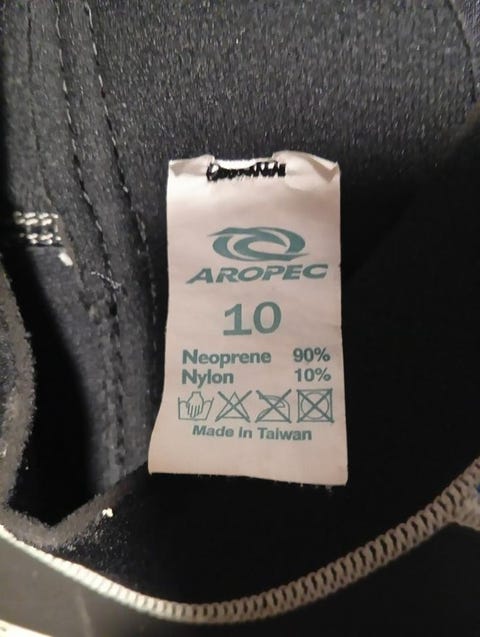 AROPEC
10
Neoprene 90%
Nylon 10%
Made in Taiwan